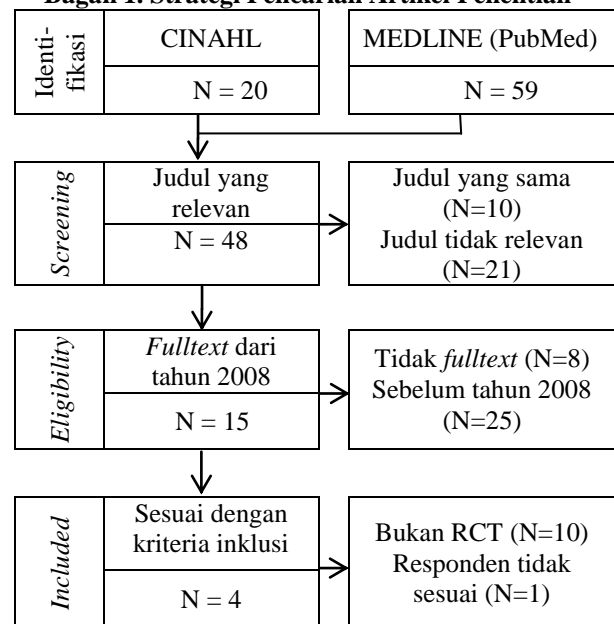 Bagan 1. Strategi Pencarian Artikel Penelitian
Identi-
fikasi
CINAHL
N = 20
MEDLINE (PubMed)
N = 59
Screening
Judul yang
relevan
N = 48
Judul yang sama
(N=10)
Judul tidak relevan
(N=21)
Eligibility
Fulltext dari
tahun 2008
N = 15
Tidak fulltext (N=8)
Sebelum tahun 2008
(N=25)
Included
Sesuai dengan
kriteria inklusi
N = 4
Bukan RCT (N=10)
Responden tidak
sesuai (N=1)